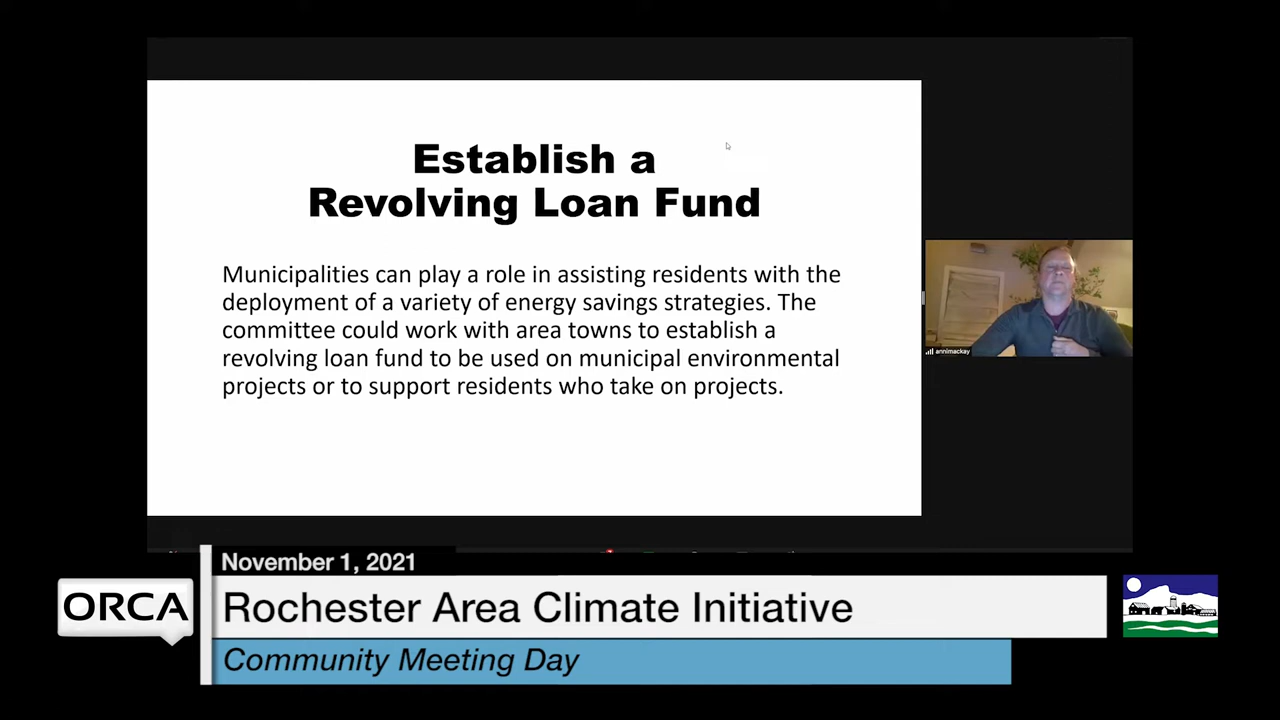 Establish a
Revolving Loan Fund
Municipalities can play a role in assisting residents with the
deployment of a variety of energy savings strategies. The
committee could work with area towns to establish a
revolving loan fund to be used on municipal environmental
projects or to support residents who take on projects.
annimackay
November 1, 2021
ORCA
Rochester Area Climate Initiative
Community Meeting Day